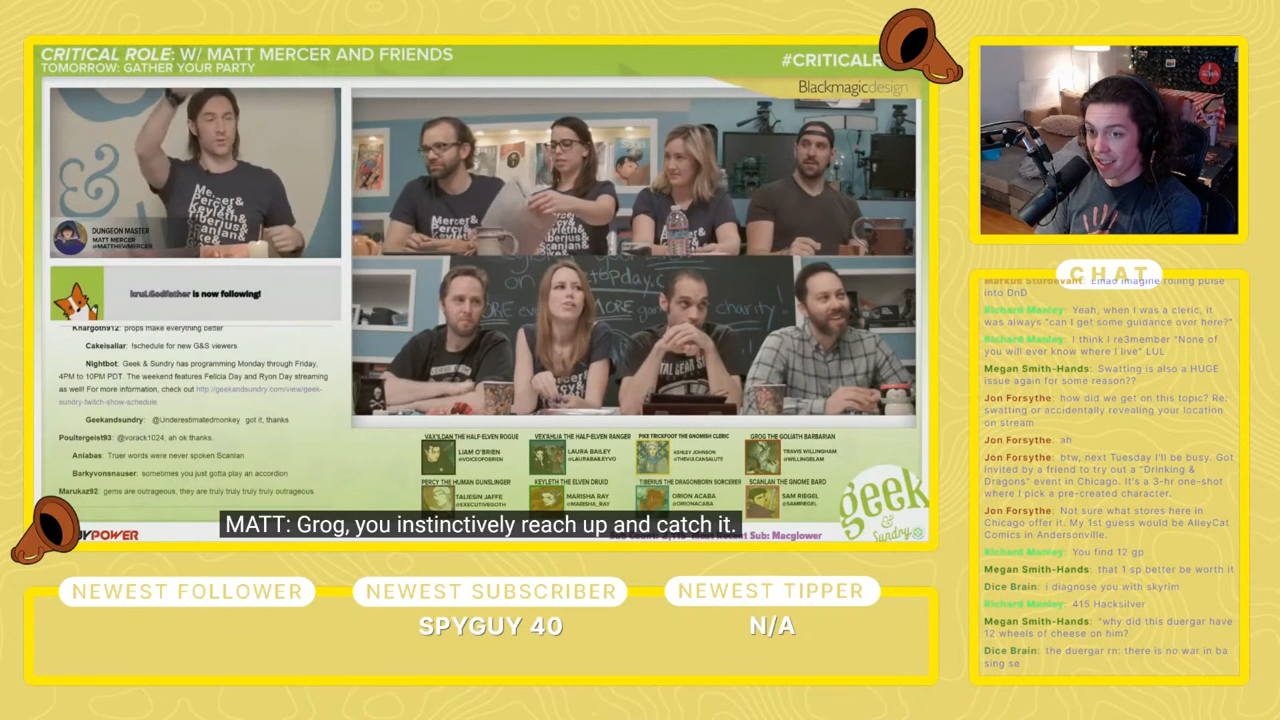 CRITICAL ROLE: W/ MATT MERCER AND FRIENDS
TOMORROW: GATHER YOUR PARTY
#CRITICALR
Blackmagicdesign
DUNGEON MASTER
MATT MERCER
@MATTHEWMERCER
krul.Godfather is now following!
Khargoth912: props make everything better
Cakeisallar: !schedule for new G&S viewers
Nightbot: Geek & Sundry has programming Monday through Friday,
4PM to 10PM PDT. The weekend features Felicia Day and Ryon Day streaming
as well! For more information, check out http://geekandsundry.com/view/geek-
sundry-twitch-show-schedule
Geekandsundry: @Underestimatedmonkey got it, thanks
Poultergeist93: @vorack1024, ah ok thanks.
Aniabas: Truer words were never spoken Scanlan
Barkyvonsnauser: sometimes you just gotta play an accordion
Marukaz92: gems are outrageous, they are truly truly truly truly outrageous
VAX'ILDAN THE HALF-ELVEN ROGUE
LIAM O'BRIEN
@VOICEOFOBRIEN
VEX'AHLIA THE HALF-ELVEN RANGER
LAURA BAILEY
@LAURABAILEYVO
PIKE TRICKFOOT THE GNOMISH CLERIC
ASHLEY JOHNSON
@THEVULCANSALUTE
GROG THE GOLIATH BARBARIAN
TRAVIS WILLINGHAM
@WILLINGBLAM
PERCY THE HUMAN GUNSLINGER
TALIESIN JAFFE
@EXECUTIVEGOTH
KEYLETH THE ELVEN DRUID
MARISHA RAY
@MARISHA_RAY
TIBERIUS THE DRAGONBORN SORCERER
ORION ACABA
@ORIONACABA
SCANLAN THE GNOME BARD
SAM RIEGEL
@SAMRIEGEL
geek
& Sundry
MATT: Grog, you instinctively reach up and catch it.
YPOWER
Most Recent Sub: Macglower
NEWEST FOLLOWER
NEWEST SUBSCRIBER
SPYGUY 40
NEWEST TIPPER
N/A
CHAT
Markus Sturdevant: Lmao imagine rolling pulse
into DnD
Richard Manley: Yeah, when I was a cleric, it
was always "can I get some guidance over here?"
Richard Manley: I think I re3member "None of
you will ever know where I live" LUL
Megan Smith-Hands: Swatting is also a HUGE
issue again for some reason??
Jon Forsythe: how did we get on this topic? Re:
swatting or accidentally revealing your location
on stream
Jon Forsythe: ah
Jon Forsythe: btw, next Tuesday I'll be busy. Got
invited by a friend to try out a "Drinking &
Dragons" event in Chicago. It's a 3-hr one-shot
where I pick a pre-created character.
Jon Forsythe: Not sure what stores here in
Chicago offer it. My 1st guess would be AlleyCat
Comics in Andersonville.
Richard Manley: You find 12 gp
Megan Smith-Hands: that 1 sp better be worth it
Dice Brain: i diagnose you with skyrim
Richard Manley: 415 Hacksilver
Megan Smith-Hands: "why did this duergar have
12 wheels of cheese on him?
Dice Brain: the duergar rn: there is no war in ba
sing se